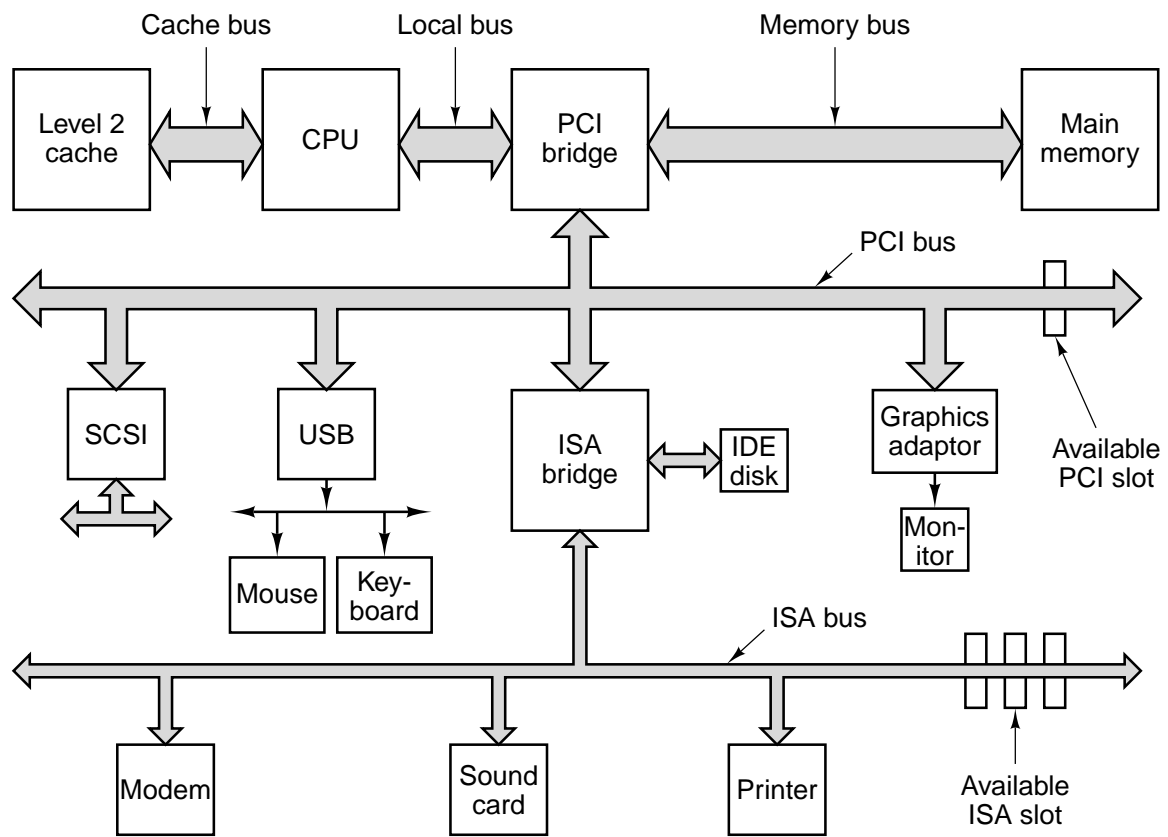 Cache bus
Local bus
Memory bus
Level 2
cache
CPU
PCI
bridge
Main
memory
PCI bus
SCSI
USB
ISA
bridge
IDE
disk
Graphics
adaptor
Available
PCI slot
Mon-
itor
Mouse
Key-
board
ISA bus
Modem
Sound
card
Printer
Available
ISA slot